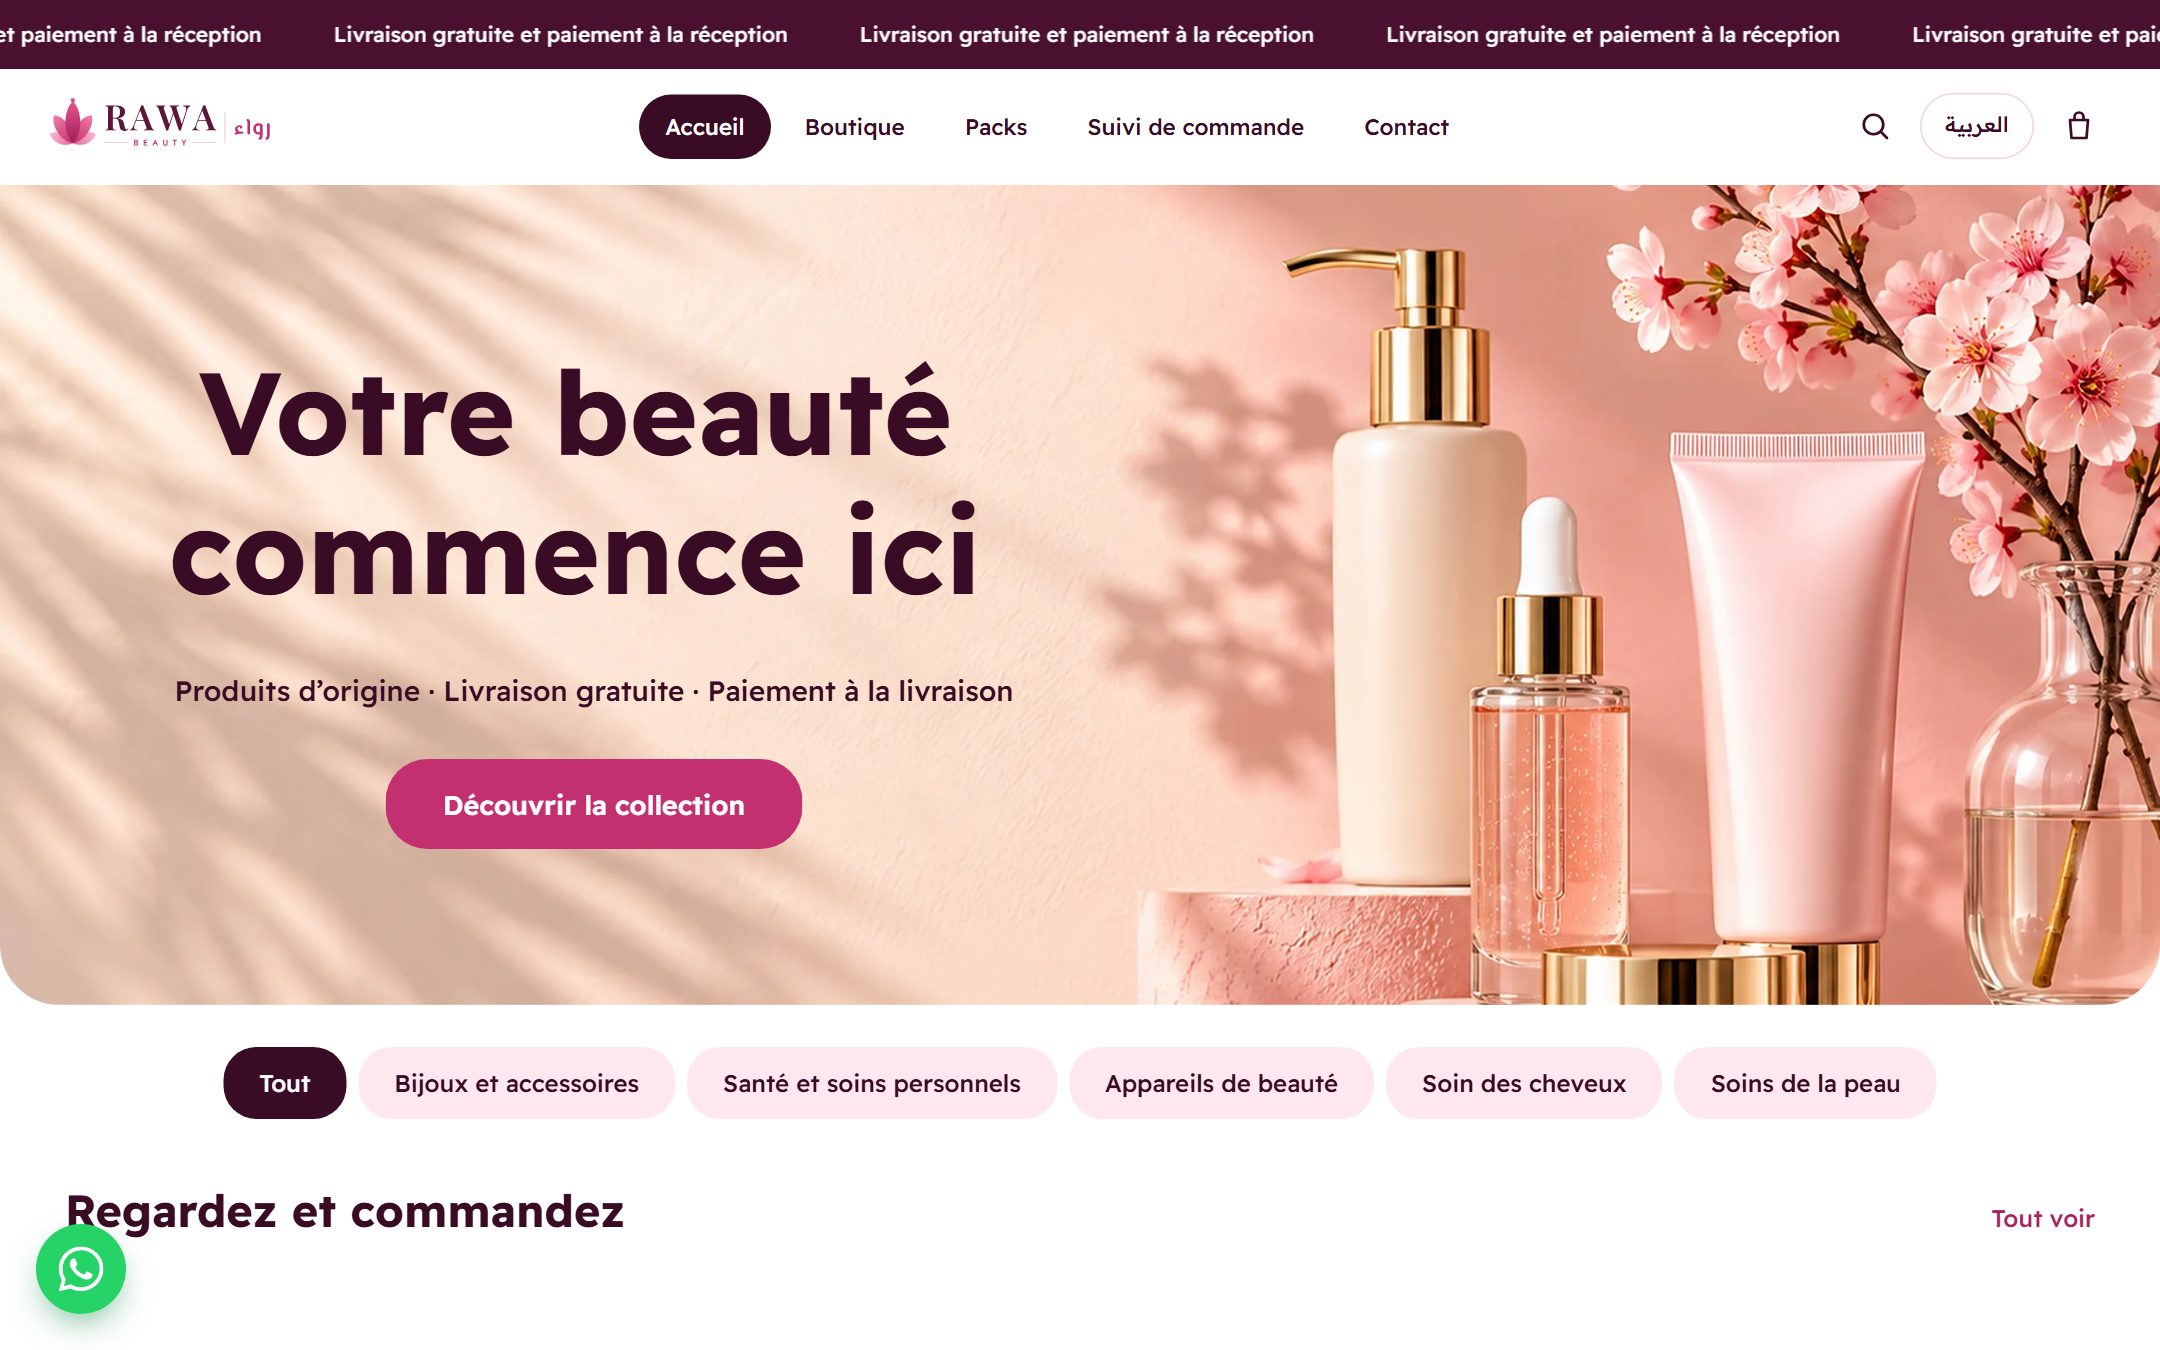 et paiement à la réception Livraison gratuite et paiement à la réception Livraison gratuite et paiement à la réception Livraison gratuite et paiement à la réception Livraison gratuite et
RAWA
BEAUTY
رواء
Accueil Boutique Packs Suivi de commande Contact
العربية
Votre beauté
commence ici
Produits d’origine · Livraison gratuite · Paiement à la livraison
Découvrir la collection
Tout Bijoux et accessoires Santé et soins personnels Appareils de beauté Soin des cheveux Soins de la peau
Regardez et commandez
Tout voir